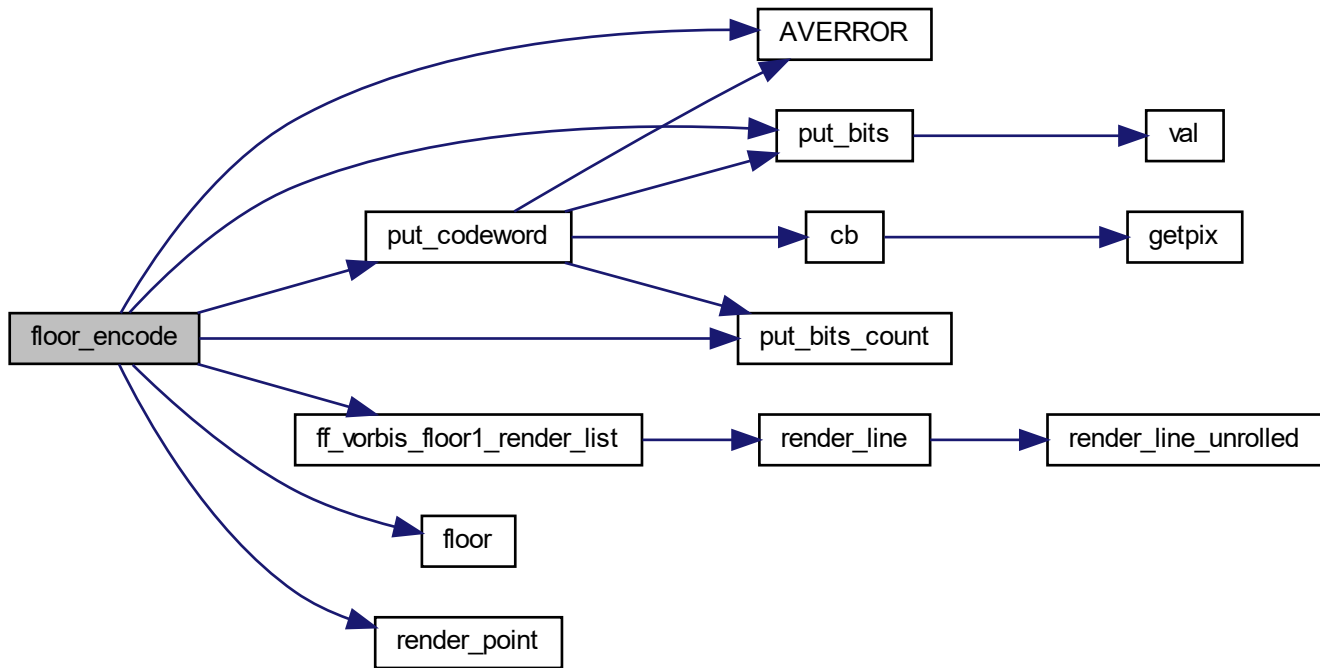 AVERROR
put_bits
val
put_codeword
cb
getpix
floor_encode
put_bits_count
ff_vorbis_floor1_render_list
render_line
render_line_unrolled
floor
render_point